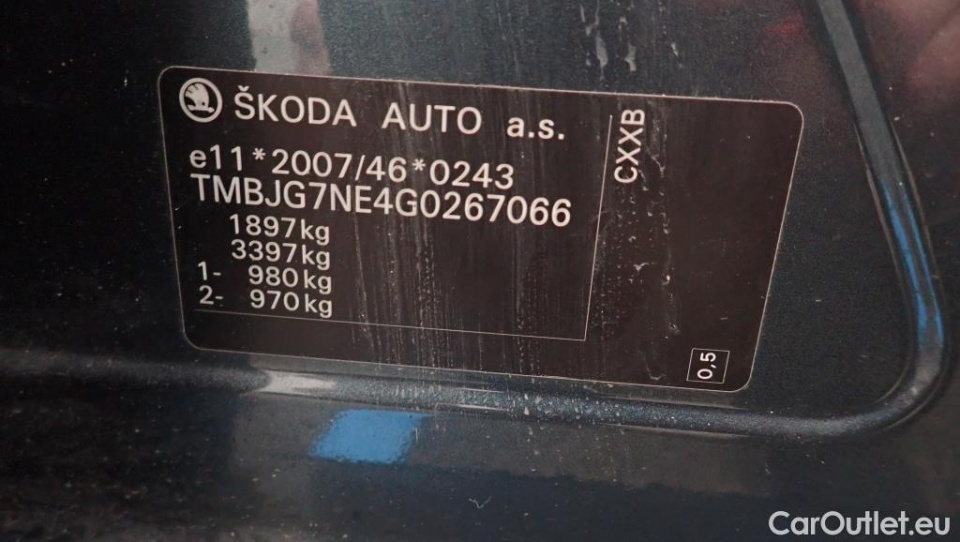 ŠKODA AUTO a.s.
e11*2007/46*0243
TMBJG7NE4G0267066
1897kg
3397kg
1- 980kg
2- 970kg
CXXB
0,5
CarOutlet.eu